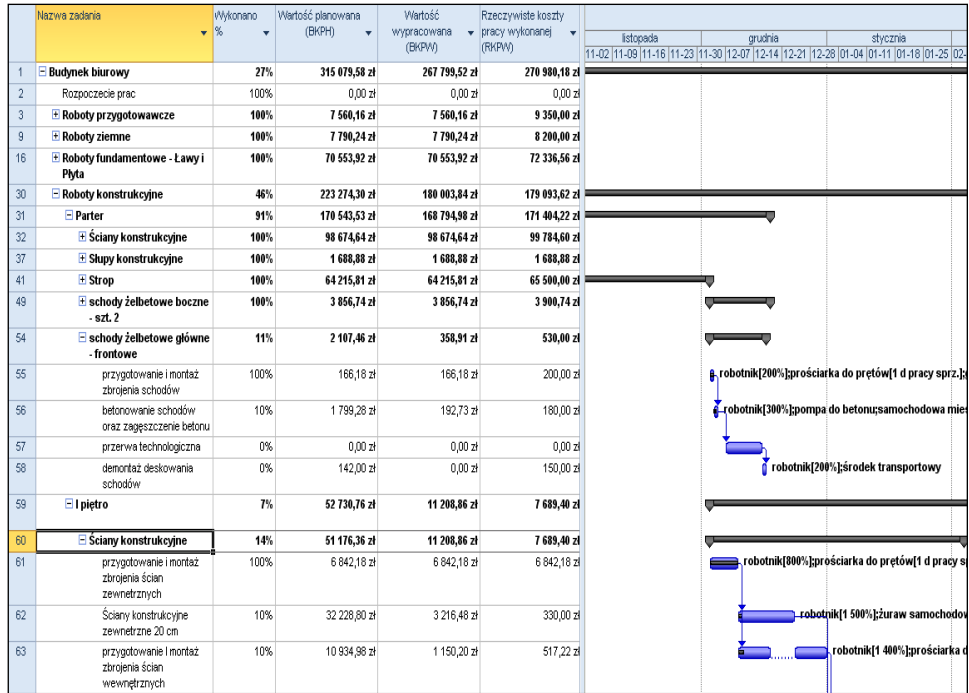 Nazwa zadania Wykonano % Wartość planowana (BKPH) Wartość wypracowana (BKPW) Rzeczywiste koszty pracy wykonanej (RKPW)
listopada grudnia stycznia
11-02 11-09 11-16 11-23 11-30 12-07 12-14 12-21 12-28 01-04 01-11 01-18 01-25 02-
1 Budynek biurowy 27% 315 079,58 zł 267 799,52 zł 270 980,18 zł
2 Rozpoczecie prac 100% 0,00 zł 0,00 zł 0,00 zł
3 Roboty przygotowawcze 100% 7 560,16 zł 7 560,16 zł 9 350,00 zł
9 Roboty ziemne 100% 7 790,24 zł 7 790,24 zł 8 200,00 zł
16 Roboty fundamentowe - Ławy i 100% 70 553,92 zł 70 553,92 zł 72 336,56 zł
Płyta
30 Roboty konstrukcyjne 46% 223 274,30 zł 180 003,84 zł 179 093,62 zł
31 Parter 91% 170 543,53 zł 168 794,98 zł 171 404,22 zł
32 Ściany konstrukcyjne 100% 98 674,64 zł 98 674,64 zł 99 784,60 zł
37 Słupy konstrukcyjne 100% 1 688,88 zł 1 688,88 zł 1 688,88 zł
41 Strop 100% 64 215,81 zł 64 215,81 zł 65 500,00 zł
49 schody żelbetowe boczne 100% 3 856,74 zł 3 856,74 zł 3 900,74 zł
- szt. 2
54 schody żelbetowe główne 11% 2 107,46 zł 358,91 zł 530,00 zł
- frontowe
55 przygotowanie i montaż 100% 166,18 zł 166,18 zł 200,00 zł robotnik[200%];prościarka do prętów[1 d pracy sprz.];
zbrojenia schodów
56 betonowanie schodów 10% 1 799,28 zł 192,73 zł 180,00 zł robotnik[300%];pompa do betonu;samochodowa mies
oraz zagęszczenie betonu
57 przerwa technologiczna 0% 0,00 zł 0,00 zł 0,00 zł
58 demontaż deskowania 0% 142,00 zł 0,00 zł 150,00 zł robotnik[200%];środek transportowy
schodów
59 I piętro 7% 52 730,76 zł 11 208,86 zł 7 689,40 zł
60 Ściany konstrukcyjne 14% 51 176,36 zł 11 208,86 zł 7 689,40 zł
61 przygotowanie i montaż 100% 6 842,18 zł 6 842,18 zł 6 842,18 zł robotnik[800%];prościarka do prętów[1 d pracy sp
zbrojenia ścian
zewnetrznych
62 Ściany konstrukcyjne 10% 32 228,80 zł 3 216,48 zł 330,00 zł robotnik[1 500%];żuraw samochodow
zewnetrzne 20 cm
63 przygotowanie I montaż 10% 10 934,98 zł 1 150,20 zł 517,22 zł robotnik[1 400%];prościarka d
zbrojenia ścian
wewnętrznych